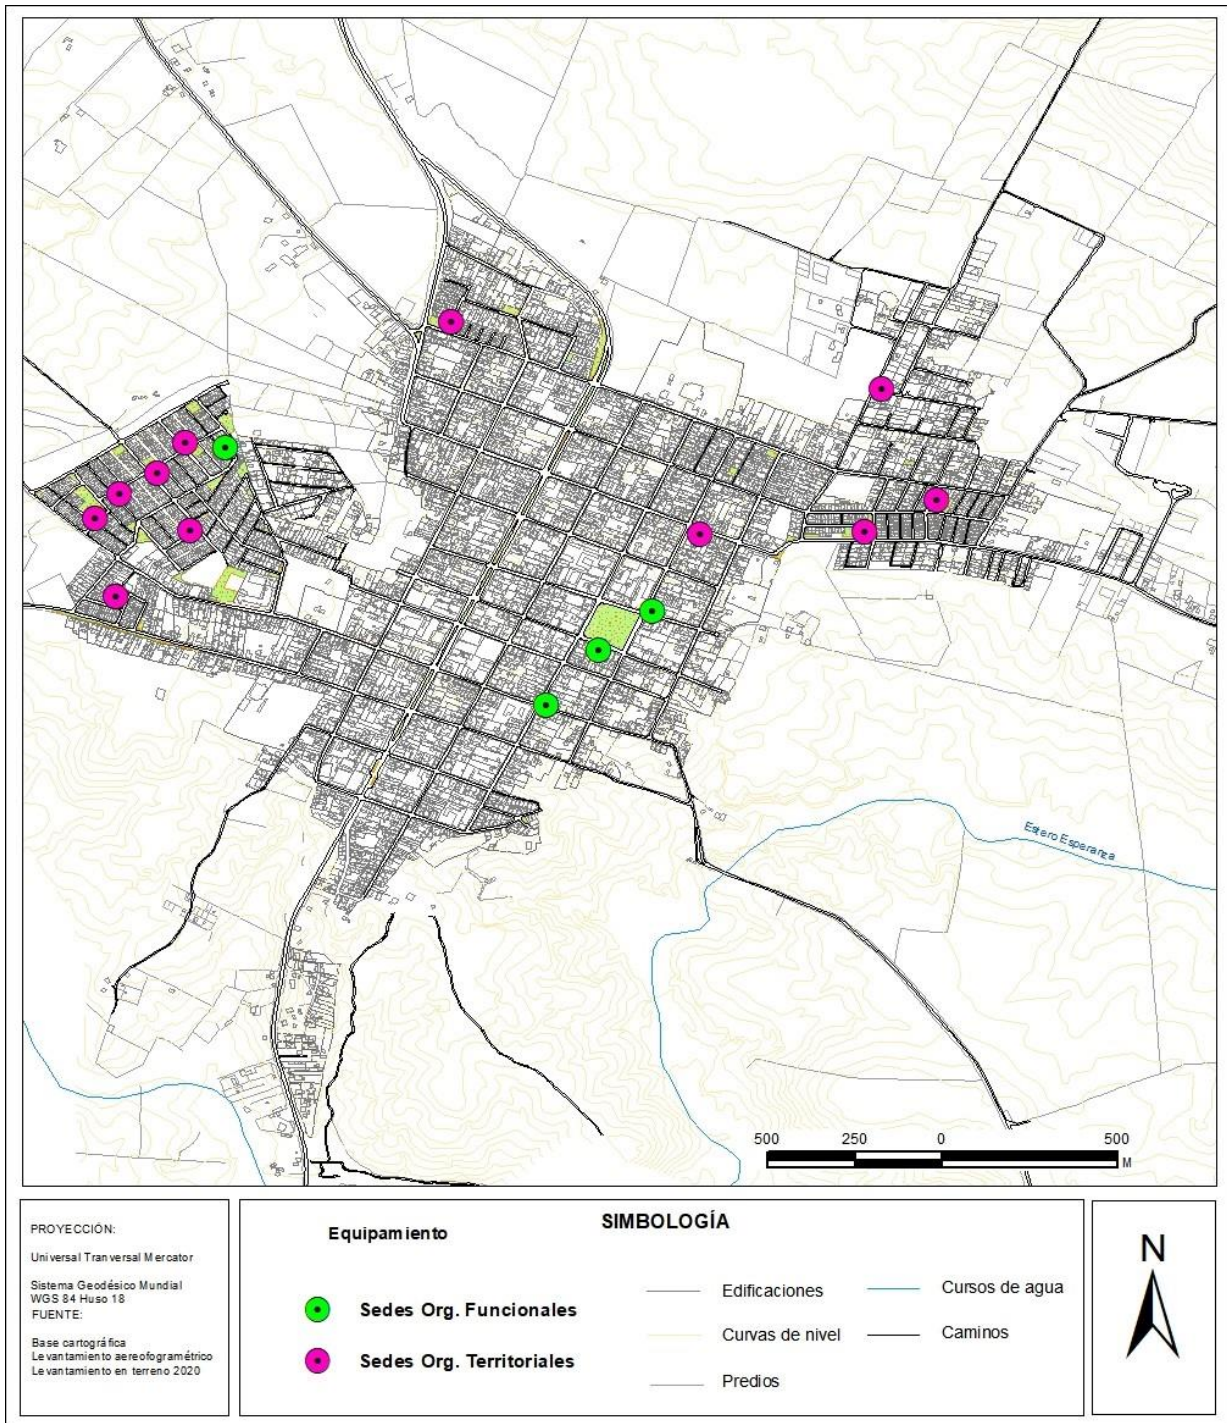 Estero Esperanza
500 250 0 500
M
PROYECCIÓN:
Universal Tranversal Mercator
Sistema Geodésico Mundial
WGS 84 Huso 18
FUENTE:
Base cartográfica
Levantamiento aereofogramétrico
Levantamiento en terreno 2020
SIMBOLOGÍA
Equipamiento
Sedes Org. Funcionales
Sedes Org. Territoriales
Edificaciones
Curvas de nivel
Predios
Cursos de agua
Caminos
N